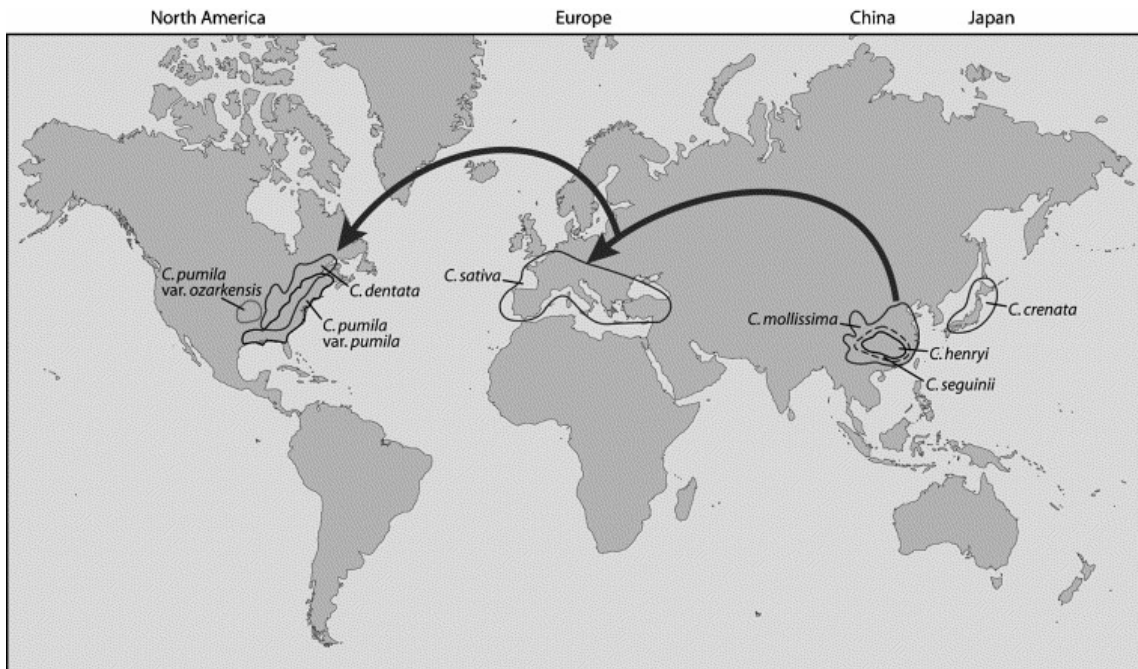 North America
Europe
China
Japan
C. pumila
var. ozarkensis
C. dentata
C. pumila
var. pumila
C. sativa
C. mollissima
C. crenata
C. henryi
C. seguinii